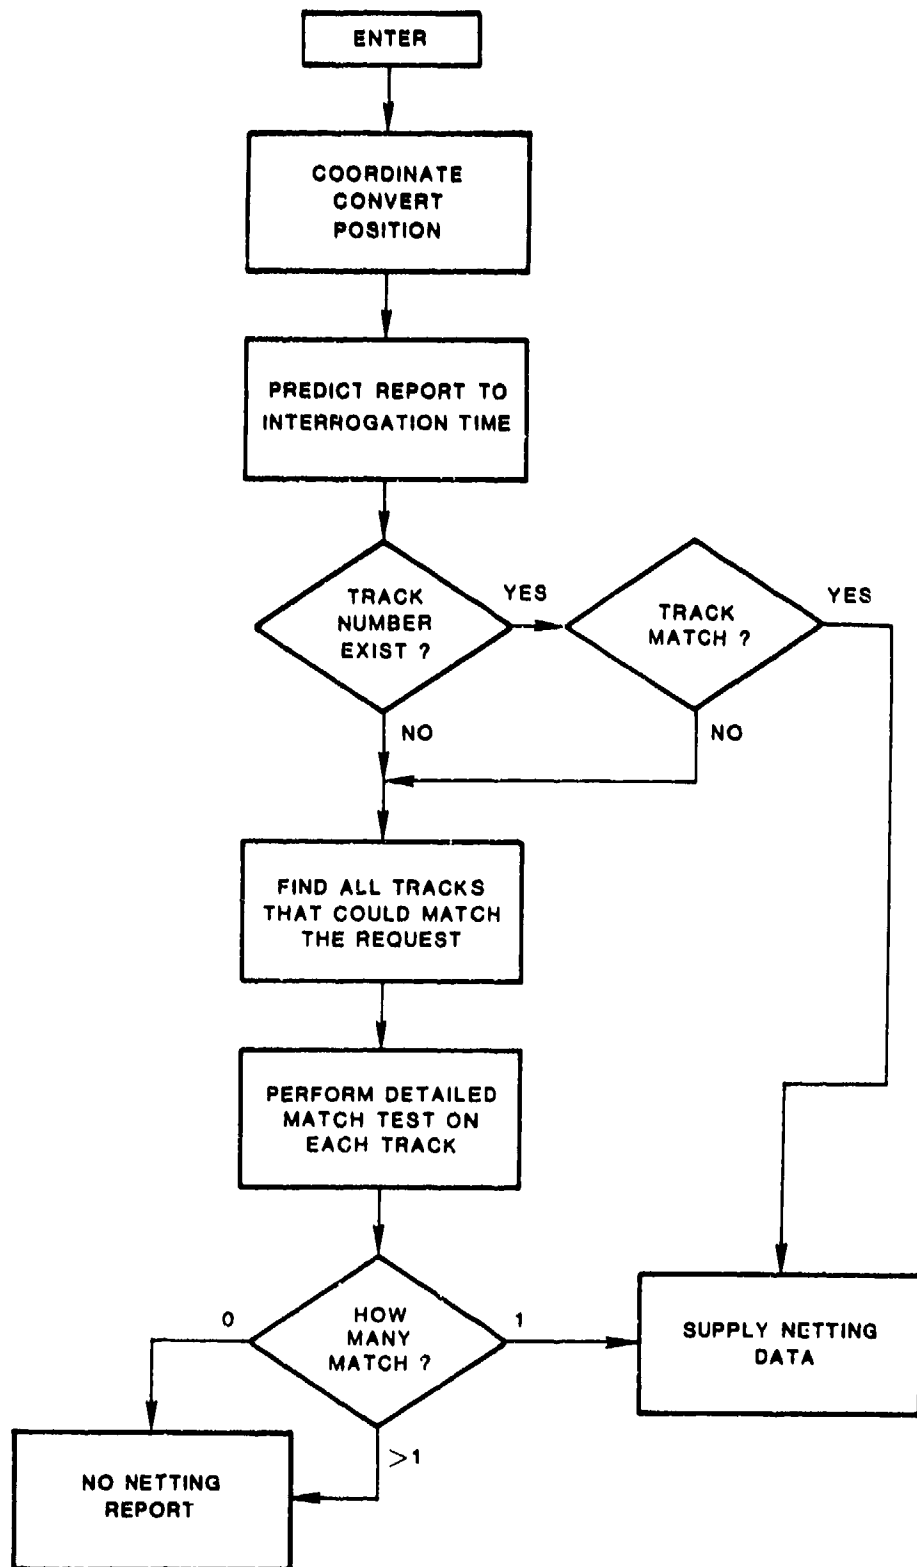 ENTER
COORDINATE
CONVERT
POSITION
PREDICT REPORT TO
INTERROGATION TIME
TRACK
NUMBER
EXIST ?
YES
TRACK
MATCH ?
YES
NO
NO
FIND ALL TRACKS
THAT COULD MATCH
THE REQUEST
PERFORM DETAILED
MATCH TEST ON
EACH TRACK
0
HOW
MANY
MATCH ?
1
SUPPLY NETTING
DATA
>1
NO NETTING
REPORT